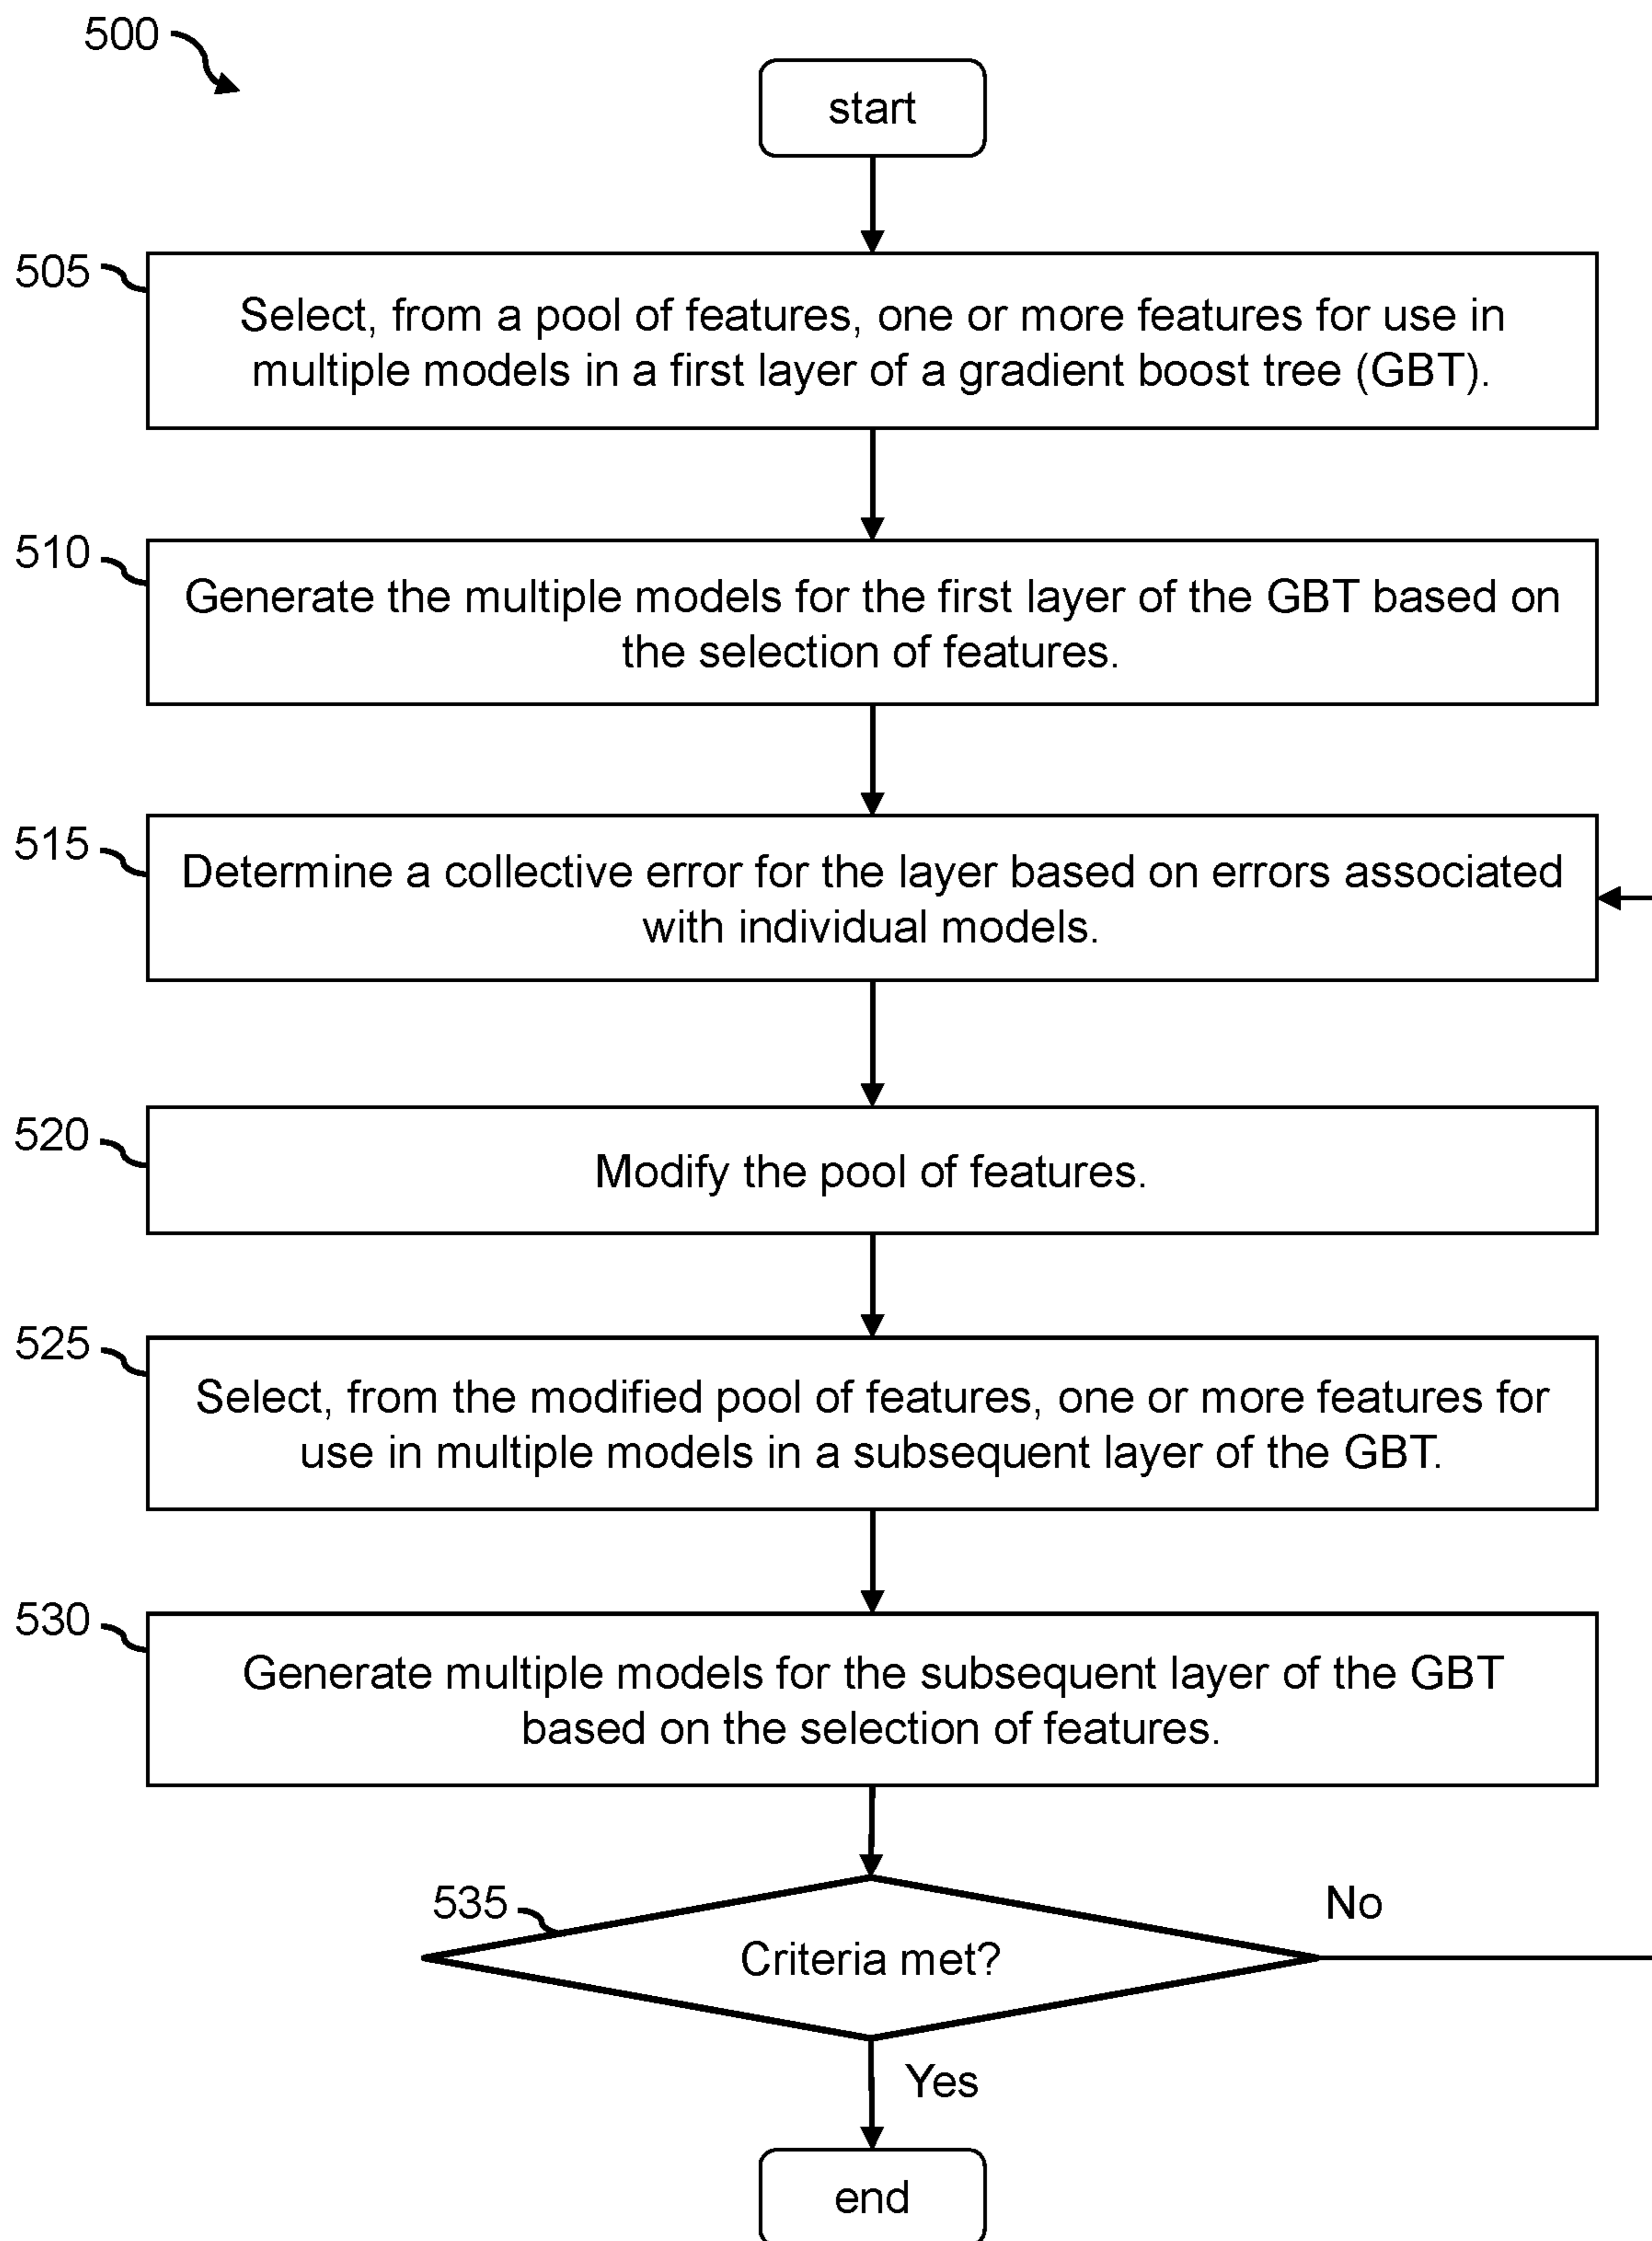 500
start
505
Select, from a pool of features, one or more features for use in
multiple models in a first layer of a gradient boost tree (GBT).
510
Generate the multiple models for the first layer of the GBT based on
the selection of features.
515
Determine a collective error for the layer based on errors associated
with individual models.
520
Modify the pool of features.
525
Select, from the modified pool of features, one or more features for
use in multiple models in a subsequent layer of the GBT.
530
Generate multiple models for the subsequent layer of the GBT
based on the selection of features.
535
No
Criteria met?
Yes
end